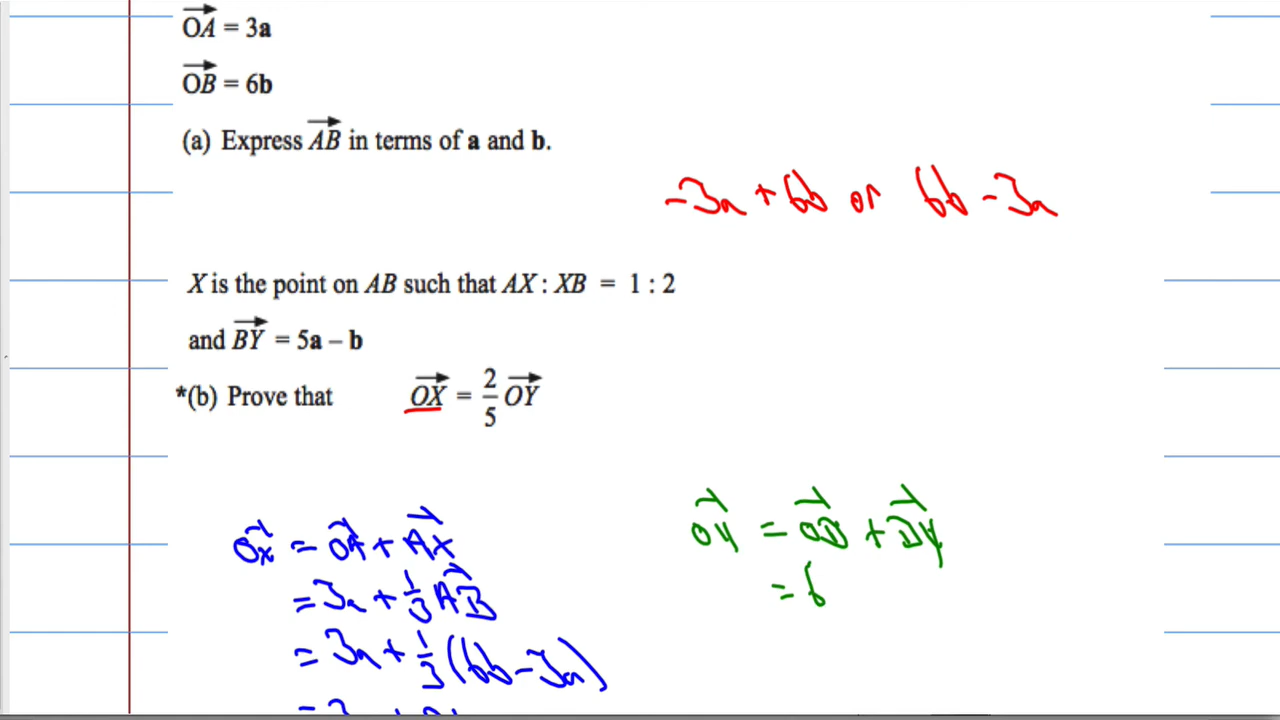 OA = 3a
OB = 6b
(a) Express AB in terms of a and b.
-3a + 6b or 6b - 3a
X is the point on AB such that AX : XB = 1 : 2
and BY = 5a – b
*(b) Prove that OX = 2/5 OY
OX = OA + AX
= 3a + 1/3 AB
= 3a + 1/3 (6b - 3a)
= 3
OY = OB + BY
= 6